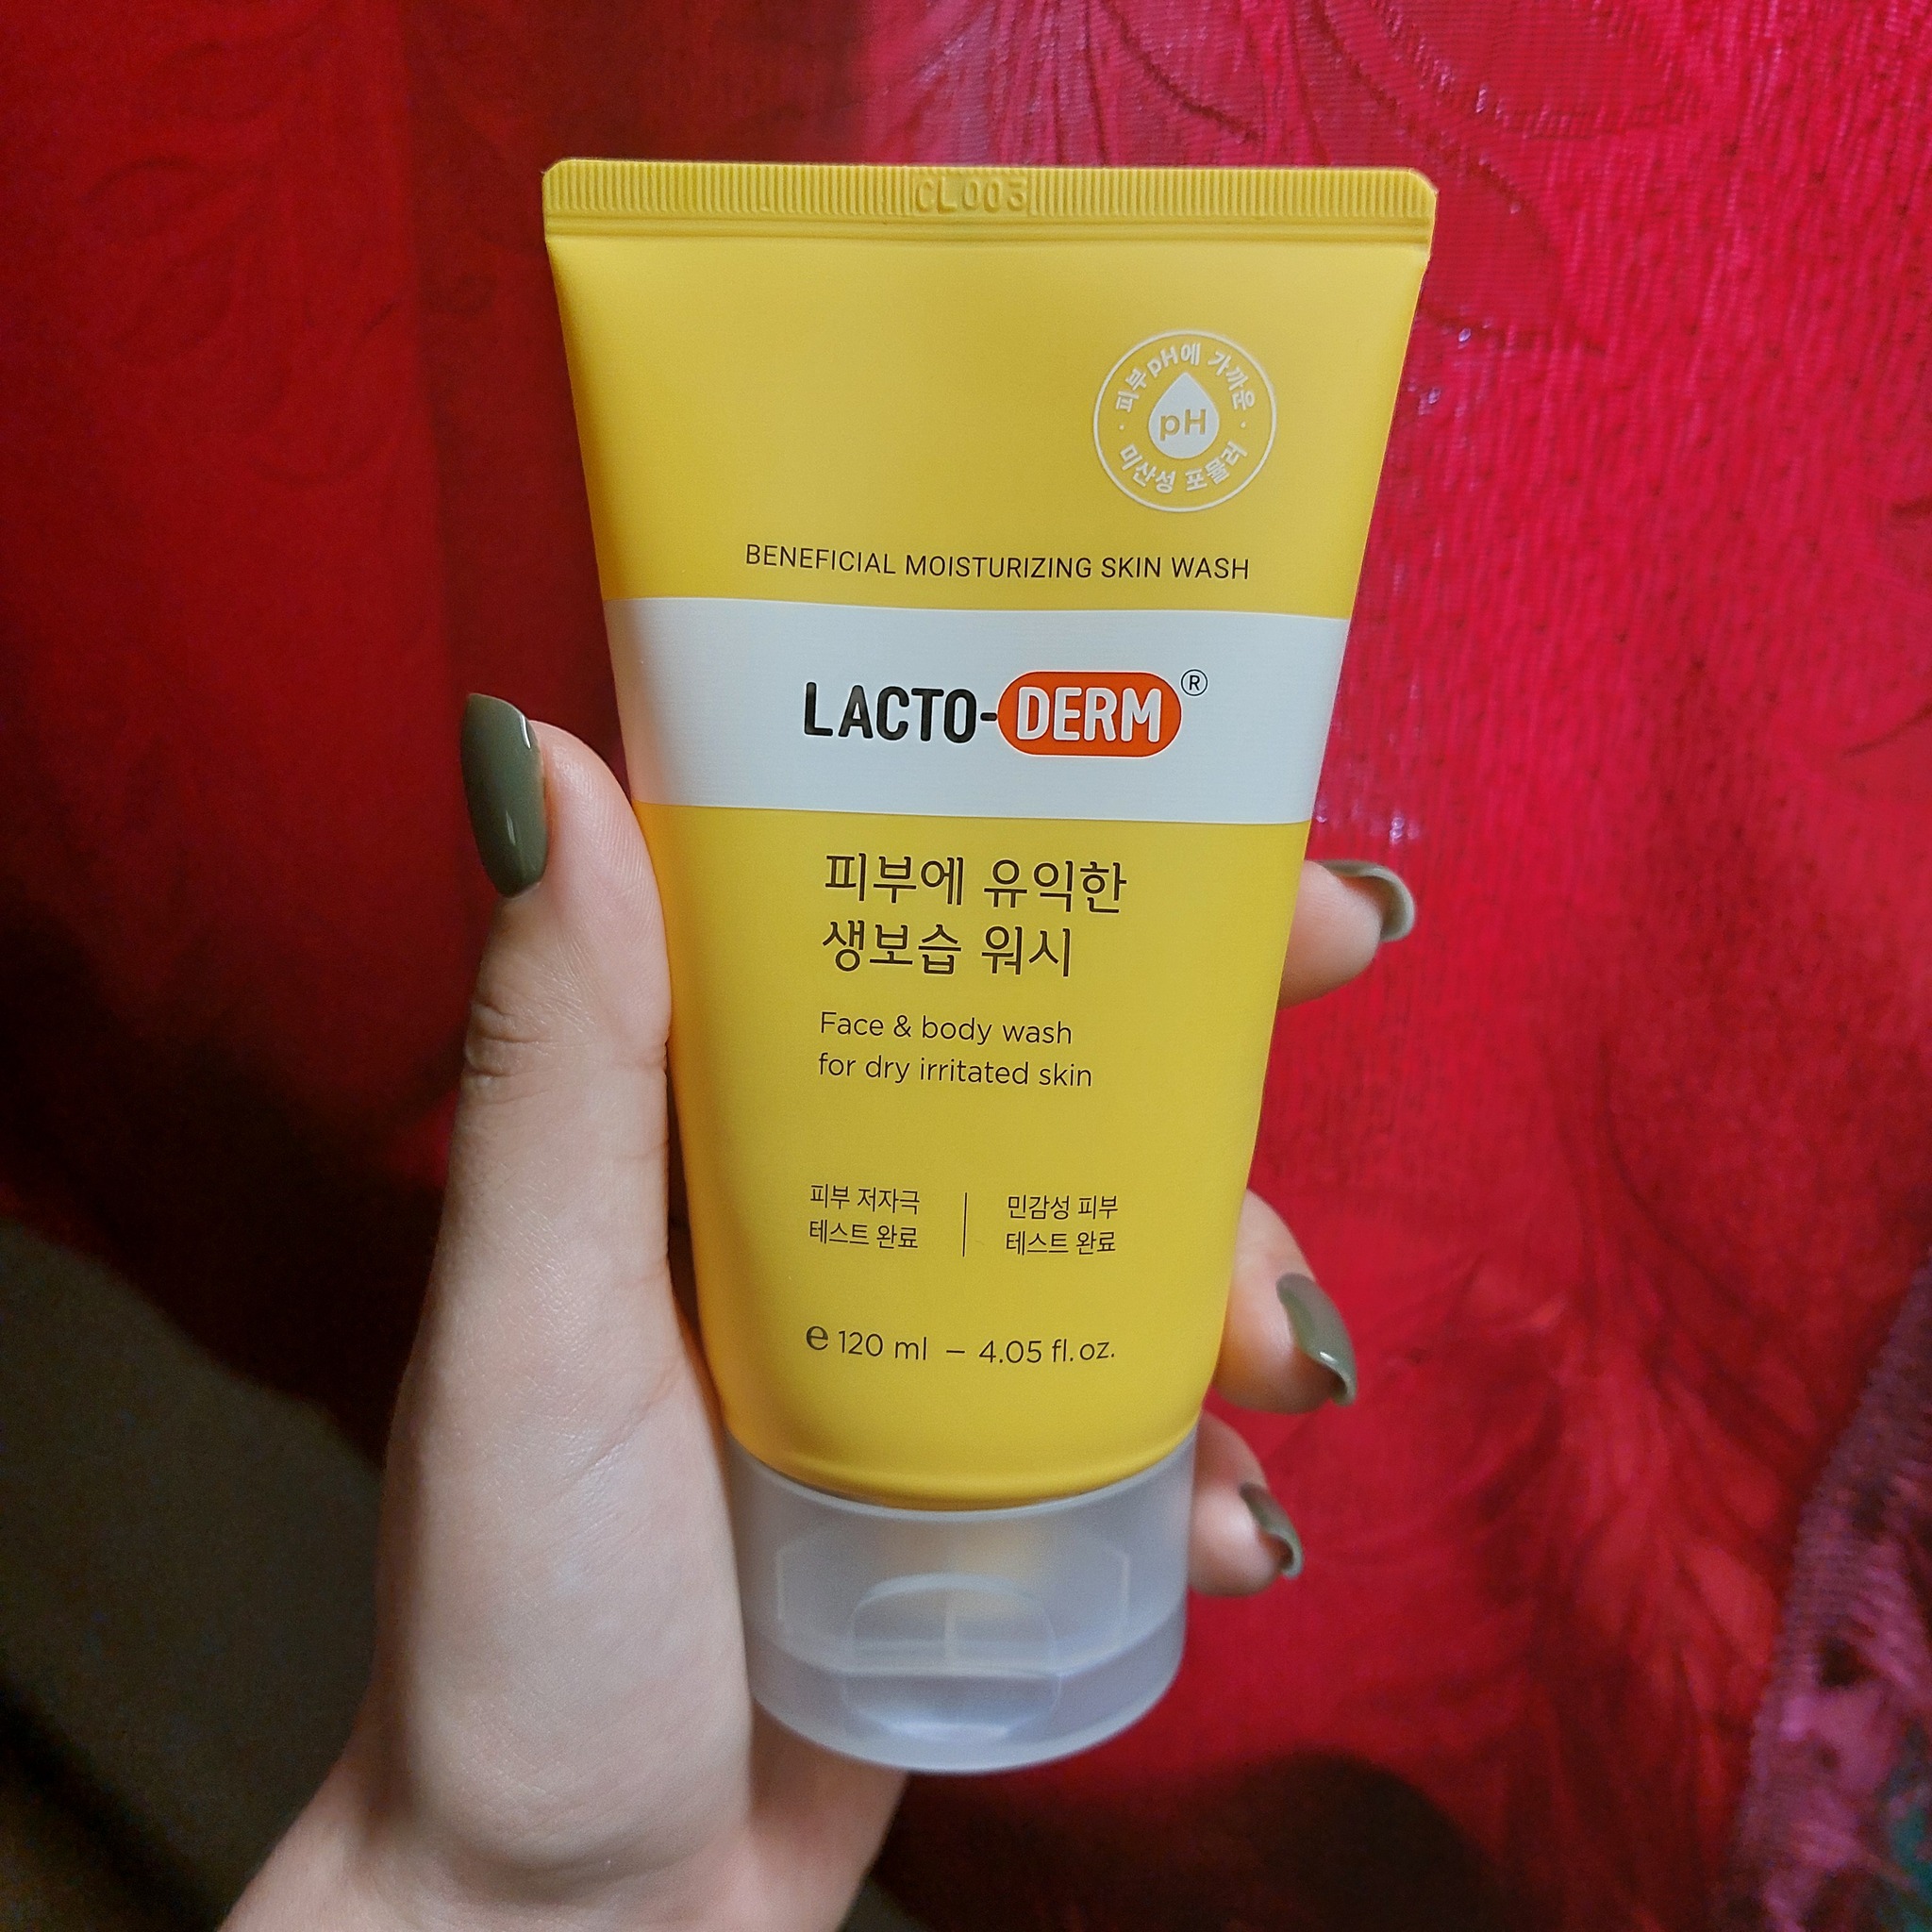 CL003
피부pH에 가까운
pH
미산성 포뮬러
BENEFICIAL MOISTURIZING SKIN WASH
LACTO-DERM®
피부에 유익한
생보습 워시
Face & body wash
for dry irritated skin
피부 저자극
테스트 완료
민감성 피부
테스트 완료
℮ 120 ml – 4.05 fl.oz.